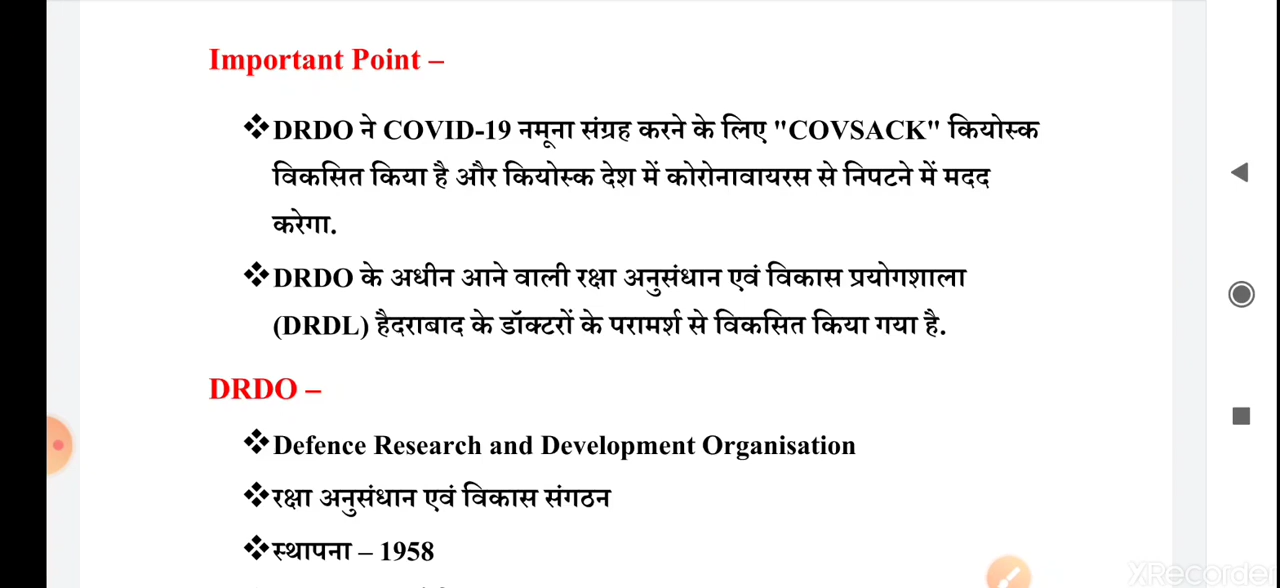 Important Point –
❖DRDO ने COVID-19 नमूना संग्रह करने के लिए "COVSACK" कियोस्क
विकसित किया है और कियोस्क देश में कोरोनावायरस से निपटने में मदद
करेगा.
❖DRDO के अधीन आने वाली रक्षा अनुसंधान एवं विकास प्रयोगशाला
(DRDL) हैदराबाद के डॉक्टरों के परामर्श से विकसित किया गया है.
DRDO –
❖Defence Research and Development Organisation
❖रक्षा अनुसंधान एवं विकास संगठन
❖स्थापना – 1958
XRecorder